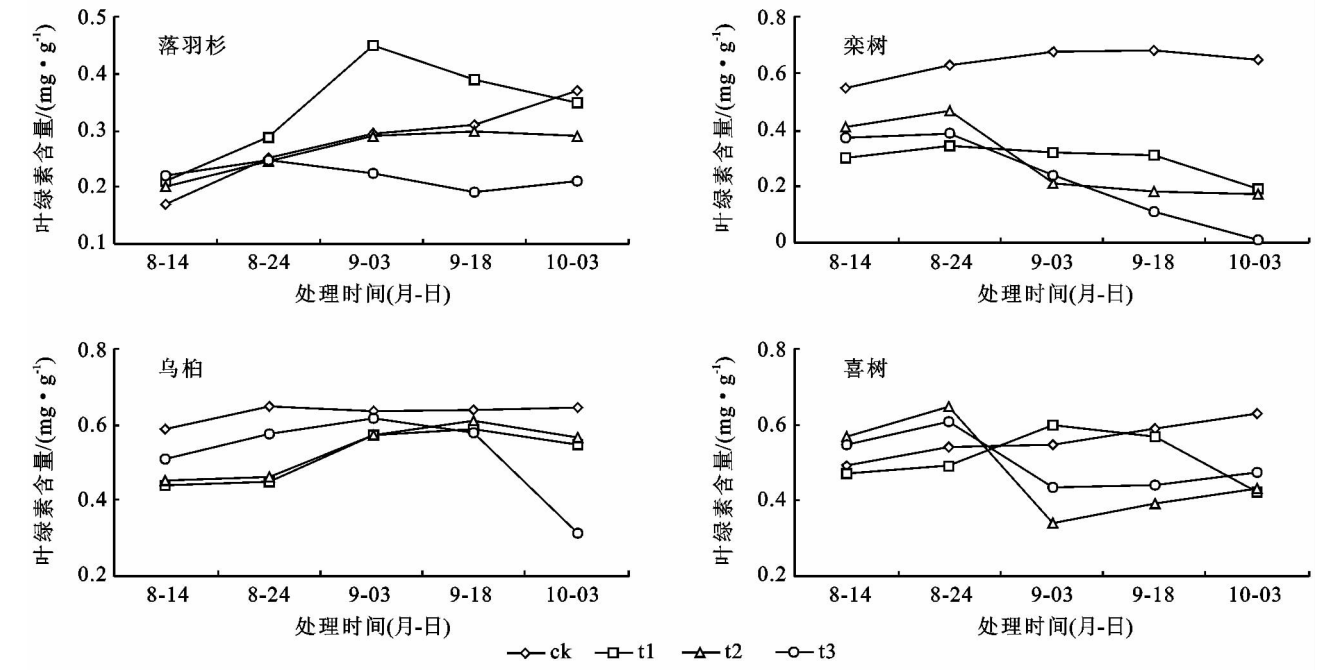 落羽杉
叶绿素含量/(mg·g⁻¹)
0.5
0.4
0.3
0.2
0.1
8-14 8-24 9-03 9-18 10-03
处理时间(月-日)
栾树
叶绿素含量/(mg·g⁻¹)
0.8
0.6
0.4
0.2
0
8-14 8-24 9-03 9-18 10-03
处理时间(月-日)
乌桕
叶绿素含量/(mg·g⁻¹)
0.8
0.6
0.4
0.2
8-14 8-24 9-03 9-18 10-03
处理时间(月-日)
喜树
叶绿素含量/(mg·g⁻¹)
0.8
0.6
0.4
0.2
8-14 8-24 9-03 9-18 10-03
处理时间(月-日)
ck t1 t2 t3